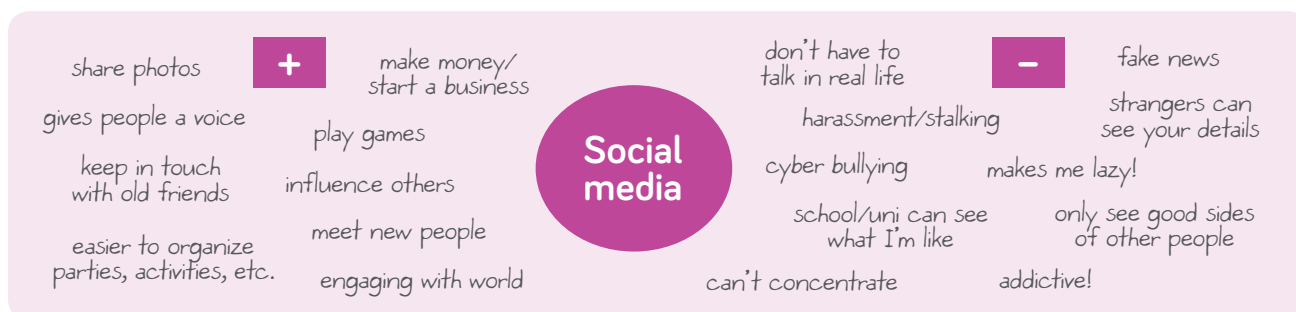 +
share photos
make money/
start a business
gives people a voice
play games
keep in touch
with old friends
influence others
meet new people
easier to organize
parties, activities, etc.
engaging with world
Social
media
–
don't have to
talk in real life
fake news
harassment/stalking
strangers can
see your details
cyber bullying
makes me lazy!
school/uni can see
what I'm like
only see good sides
of other people
can't concentrate
addictive!